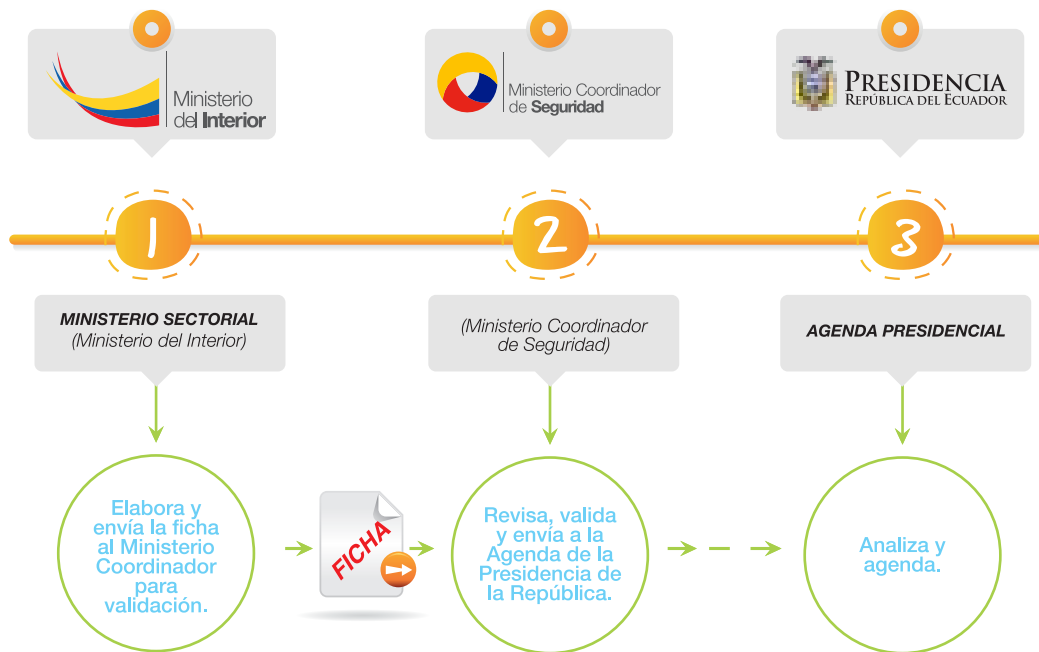 Ministerio
del Interior
Ministerio Coordinador
de Seguridad
PRESIDENCIA
REPÚBLICA DEL ECUADOR
1
2
3
MINISTERIO SECTORIAL
(Ministerio del Interior)
(Ministerio Coordinador
de Seguridad)
AGENDA PRESIDENCIAL
Elabora y
envía la ficha
al Ministerio
Coordinador
para
validación.
FICHA
Revisa, valida
y envía a la
Agenda de la
Presidencia de
la República.
Analiza y
agenda.